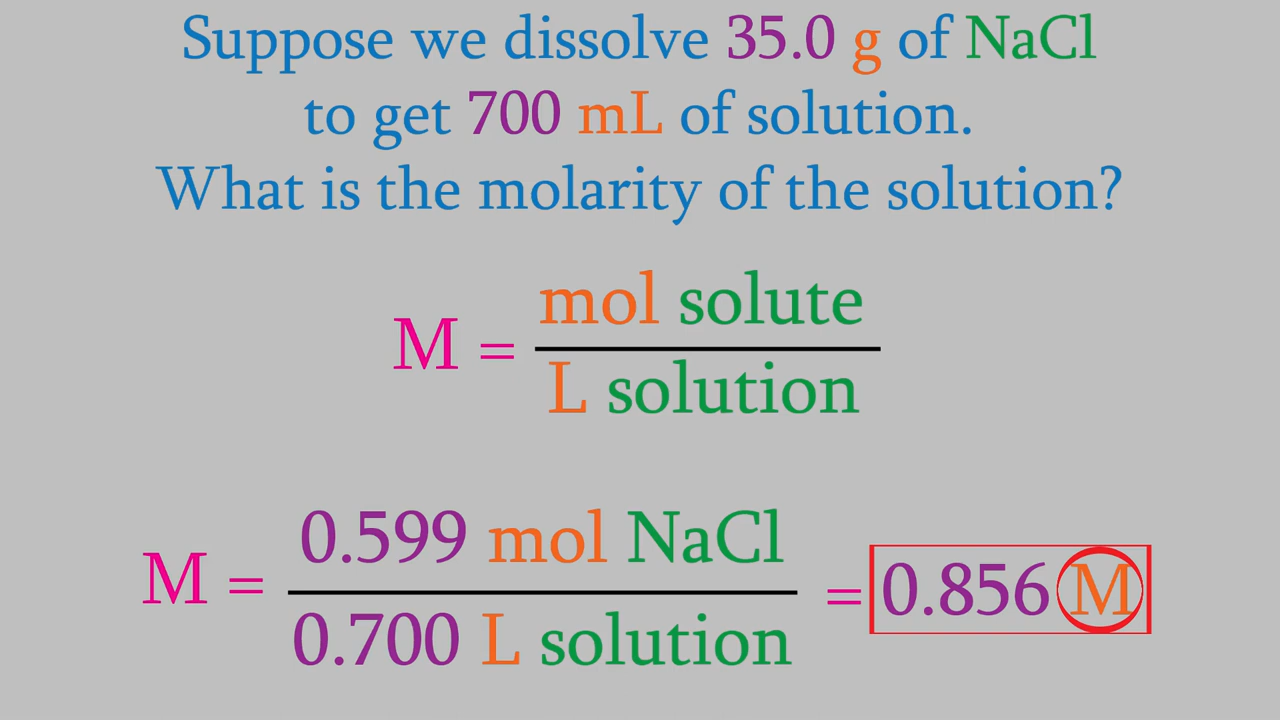 Suppose we dissolve 35.0 g of NaCl
to get 700 mL of solution.
What is the molarity of the solution?
M = mol solute
L solution
M = 0.599 mol NaCl = 0.856 M
0.700 L solution